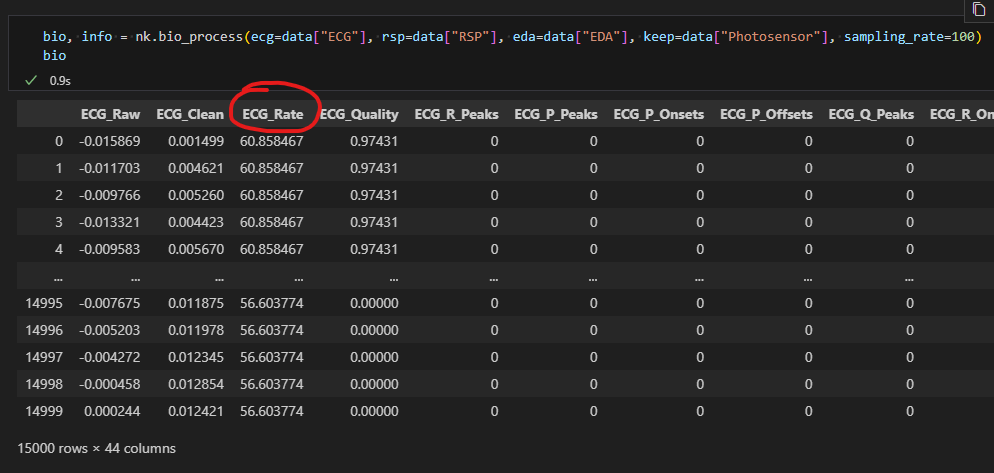 bio, info = nk.bio_process(ecg=data["ECG"], rsp=data["RSP"], eda=data["EDA"], keep=data["Photosensor"], sampling_rate=100)
bio
✓ 0.9s
ECG_Raw ECG_Clean ECG_Rate ECG_Quality ECG_R_Peaks ECG_P_Peaks ECG_P_Onsets ECG_P_Offsets ECG_Q_Peaks ECG_R_On
0 -0.015869 0.001499 60.858467 0.97431 0 0 0 0 0
1 -0.011703 0.004621 60.858467 0.97431 0 0 0 0 0
2 -0.009766 0.005260 60.858467 0.97431 0 0 0 0 0
3 -0.013321 0.004423 60.858467 0.97431 0 0 0 0 0
4 -0.009583 0.005670 60.858467 0.97431 0 0 0 0 0
... ... ... ... ... ... ... ... ... ...
14995 -0.007675 0.011875 56.603774 0.00000 0 0 0 0 0
14996 -0.005203 0.011978 56.603774 0.00000 0 0 0 0 0
14997 -0.004272 0.012345 56.603774 0.00000 0 0 0 0 0
14998 -0.000458 0.012854 56.603774 0.00000 0 0 0 0 0
14999 0.000244 0.012421 56.603774 0.00000 0 0 0 0 0
15000 rows × 44 columns